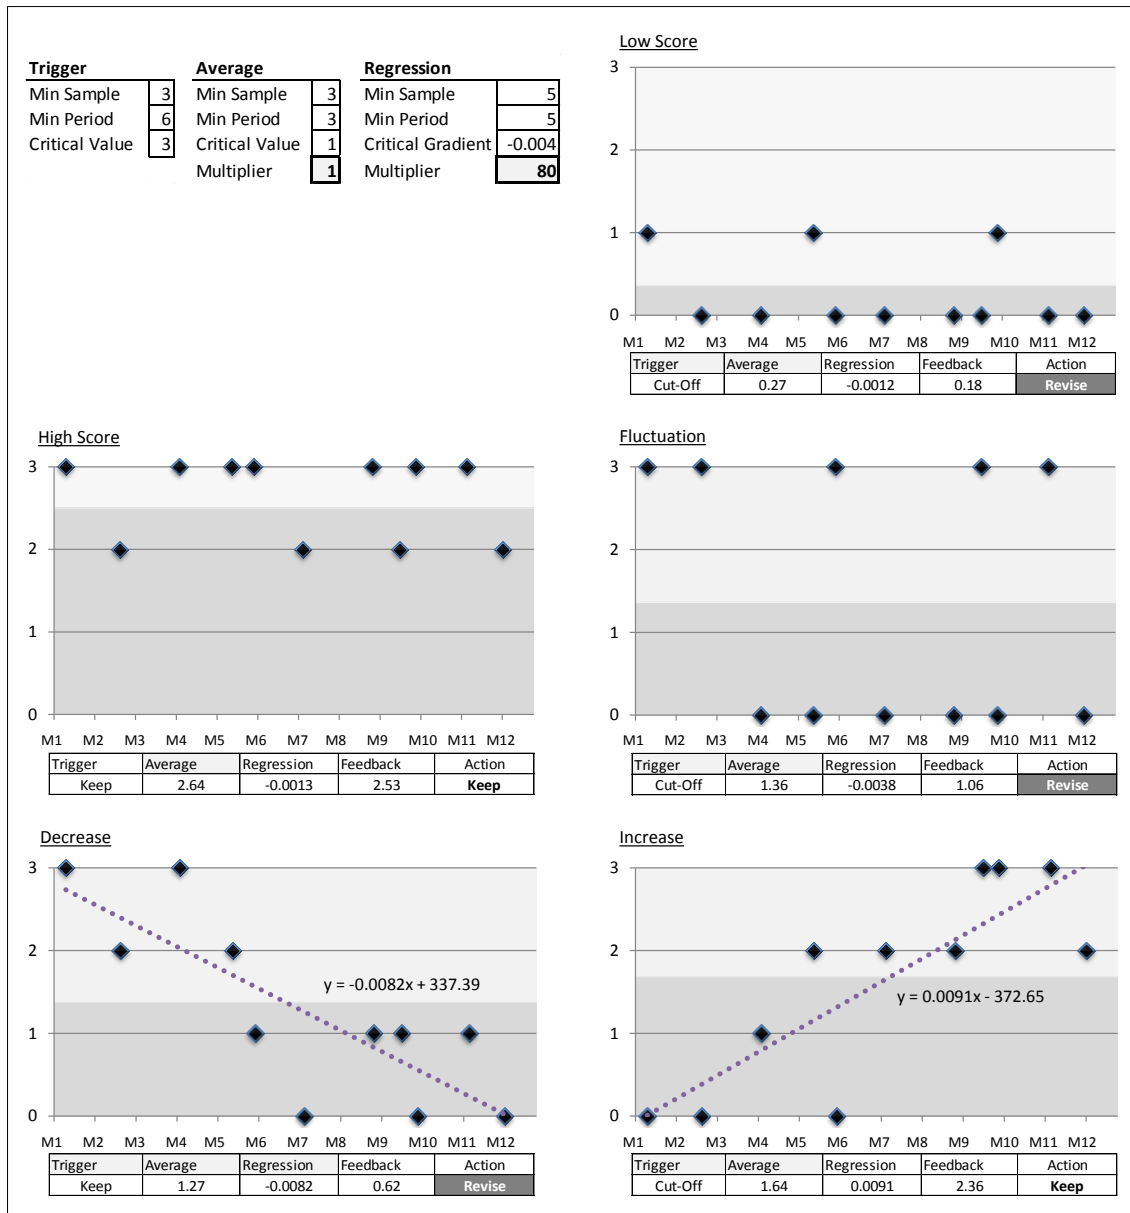 Trigger Average Regression
Min Sample 3 Min Sample 3 Min Sample 5
Min Period 6 Min Period 3 Min Period 5
Critical Value 3 Critical Value 1 Critical Gradient -0.004
Multiplier 1 Multiplier 80
Low Score
3
2
1
0
M1 M2 M3 M4 M5 M6 M7 M8 M9 M10 M11 M12
Trigger Average Regression Feedback Action
Cut-Off 0.27 -0.0012 0.18 Revise
High Score
3
2
1
0
M1 M2 M3 M4 M5 M6 M7 M8 M9 M10 M11 M12
Trigger Average Regression Feedback Action
Keep 2.64 -0.0013 2.53 Keep
Fluctuation
3
2
1
0
M1 M2 M3 M4 M5 M6 M7 M8 M9 M10 M11 M12
Trigger Average Regression Feedback Action
Cut-Off 1.36 -0.0038 1.06 Revise
Decrease
3
2
y = -0.0082x + 337.39
1
0
M1 M2 M3 M4 M5 M6 M7 M8 M9 M10 M11 M12
Trigger Average Regression Feedback Action
Keep 1.27 -0.0082 0.62 Revise
Increase
3
2
y = 0.0091x - 372.65
1
0
M1 M2 M3 M4 M5 M6 M7 M8 M9 M10 M11 M12
Trigger Average Regression Feedback Action
Cut-Off 1.64 0.0091 2.36 Keep